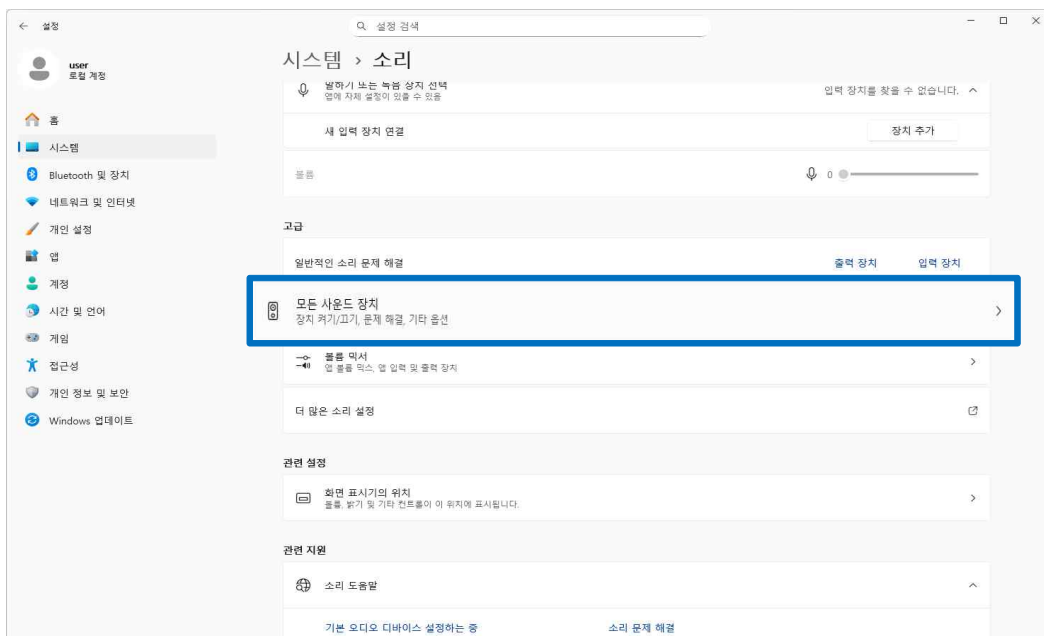 설정
설정 검색
user
로컬 계정
홈
시스템
Bluetooth 및 장치
네트워크 및 인터넷
개인 설정
앱
계정
시간 및 언어
게임
접근성
개인 정보 및 보안
Windows 업데이트
시스템 › 소리
말하기 또는 녹음 장치 선택
앱에 자체 설정이 있을 수 있음
입력 장치를 찾을 수 없습니다.
새 입력 장치 연결
장치 추가
볼륨
0
고급
일반적인 소리 문제 해결
출력 장치
입력 장치
모든 사운드 장치
장치 켜기/끄기, 문제 해결, 기타 옵션
볼륨 믹서
앱 볼륨 믹스, 앱 입력 및 출력 장치
더 많은 소리 설정
관련 설정
화면 표시기의 위치
볼륨, 밝기 및 기타 컨트롤이 이 위치에 표시됩니다.
관련 지원
소리 도움말
기본 오디오 디바이스 설정하는 중
소리 문제 해결